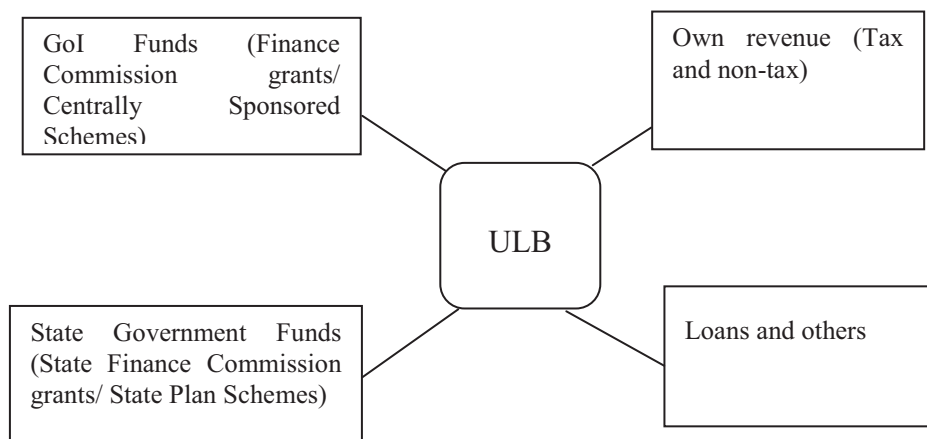 GoI Funds (Finance
Commission grants/
Centrally Sponsored
Schemes)
Own revenue (Tax
and non-tax)
ULB
State Government Funds
(State Finance Commission
grants/ State Plan Schemes)
Loans and others